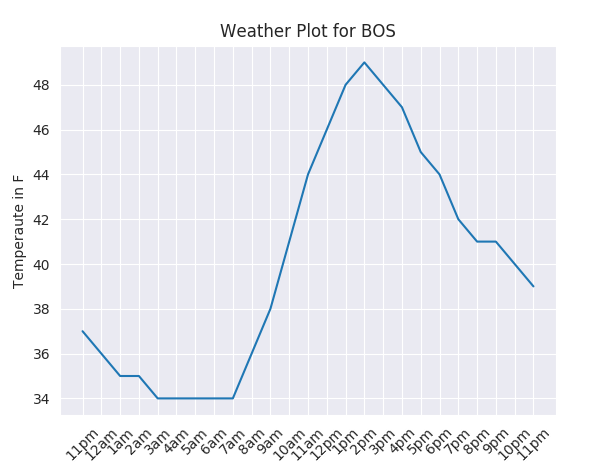 Weather Plot for BOS
48
46
44
42
40
38
36
34
Temperaute in F
11pm
12am
1am
2am
3am
4am
5am
6am
7am
8am
9am
10am
11am
12pm
1pm
2pm
3pm
4pm
5pm
6pm
7pm
8pm
9pm
10pm
11pm